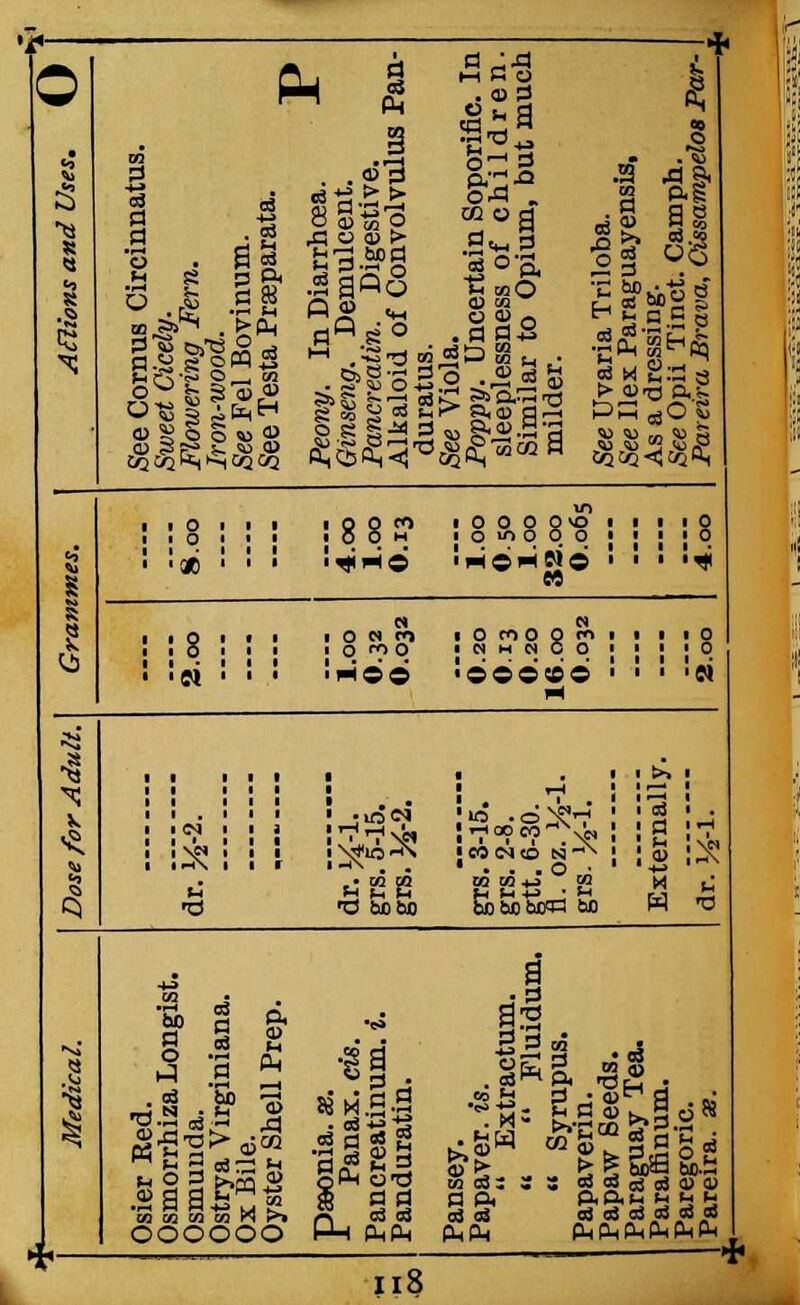 Medical. Dose for Adult. Grammes. Actions and Uses. O
Osier Red. ........ .... .... See Cornus Circinnatus.
Osmorrhiza Longist. ........ .... .... Sweet Cicely.
Osmunda. dr. ½-2. 2.00 8.00 Flowering Fern.
Ostrya Virginiana. ........ .... .... Iron-wood.
Ox Bile. ........ .... .... See Fel Bovinum.
Oyster Shell Prep. ........ .... .... See Testa Præparata.
P
Pæonia. æ. ........ .... .... Peony. In Diarrhœa.
Panax. cis. dr. ¼-1. 1.00 4.80 Ginseng. Demulcent.
Pancreatinum. i. grs. 5-15. 0.32 1.00 Pancreatin. Digestive.
Panduratin. grs. ½-2. 0.032 0.13 Alkaloid of Convolvulus Pan-
duratus.
Pansey. ........ .... .... See Viola.
Papaver. is. grs. 3-15. 0.20 1.00 Poppy. Uncertain Soporific. In
“ Extractum. grs. 2-8. 0.13 0.50 sleeplessness of children.
“ “ Fluidum. gtt. 6-30. 0.20 1.00 Similar to Opium, but much
“ Syrupus. fl. oz. ½-1. 16.00 32.00 milder.
Papaverin. grs. ½-1. 0.032 0.065
Papaw Seeds. ........ .... .... See Uvaria Triloba.
Paraguay Tea. ........ .... .... See Ilex Paraguayensis,
Paraffinum. Externally. .... .... As a dressing.
Paregoric. ........ .... .... See Opii Tinct. Camph.
Pareira. æ. dr. ½-1. 2.00 4.00 Pareira Brava, Cissampelos Par-
118